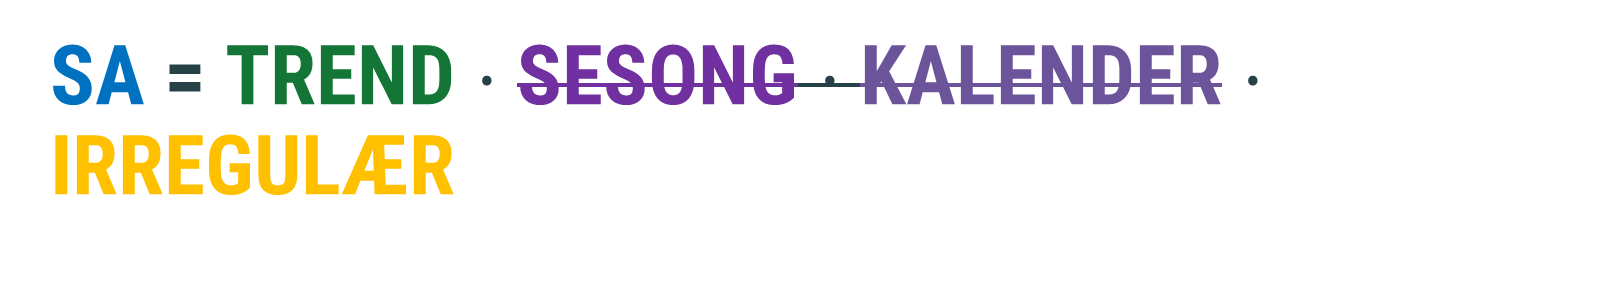 SA = TREND · SESONG · KALENDER ·
IRREGULÆR